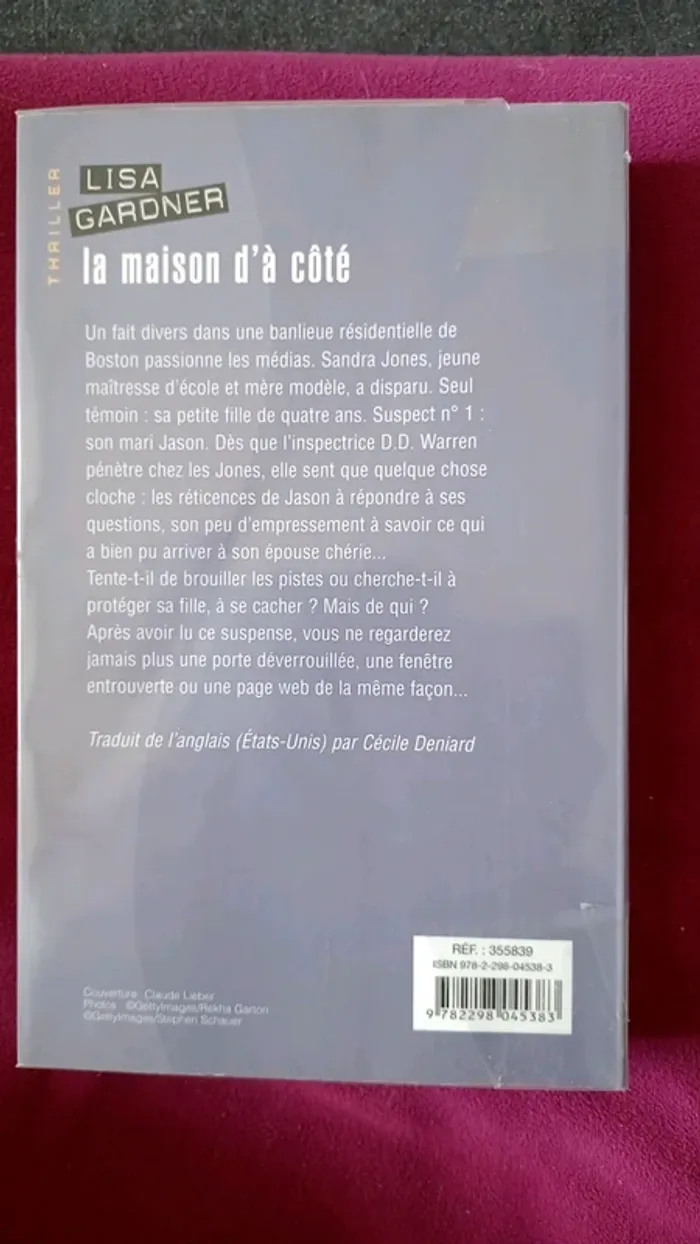 THRILLER
LISA
GARDNER
la maison d'à côté
Un fait divers dans une banlieue résidentielle de
Boston passionne les médias. Sandra Jones, jeune
maîtresse d'école et mère modèle, a disparu. Seul
témoin : sa petite fille de quatre ans. Suspect n° 1 :
son mari Jason. Dès que l'inspectrice D.D. Warren
pénètre chez les Jones, elle sent que quelque chose
cloche : les réticences de Jason à répondre à ses
questions, son peu d'empressement à savoir ce qui
a bien pu arriver à son épouse chérie...
Tente-t-il de brouiller les pistes ou cherche-t-il à
protéger sa fille, à se cacher ? Mais de qui ?
Après avoir lu ce suspense, vous ne regarderez
jamais plus une porte déverrouillée, une fenêtre
entrouverte ou une page web de la même façon...
Traduit de l'anglais (États-Unis) par Cécile Deniard
RÉF. : 355839
ISBN 978-2-298-04538-3
9 782298 045383
Couverture : Claude Lieber
Photos : ©GettyImages/Rekha Garton
©GettyImages/Stephen Schauer